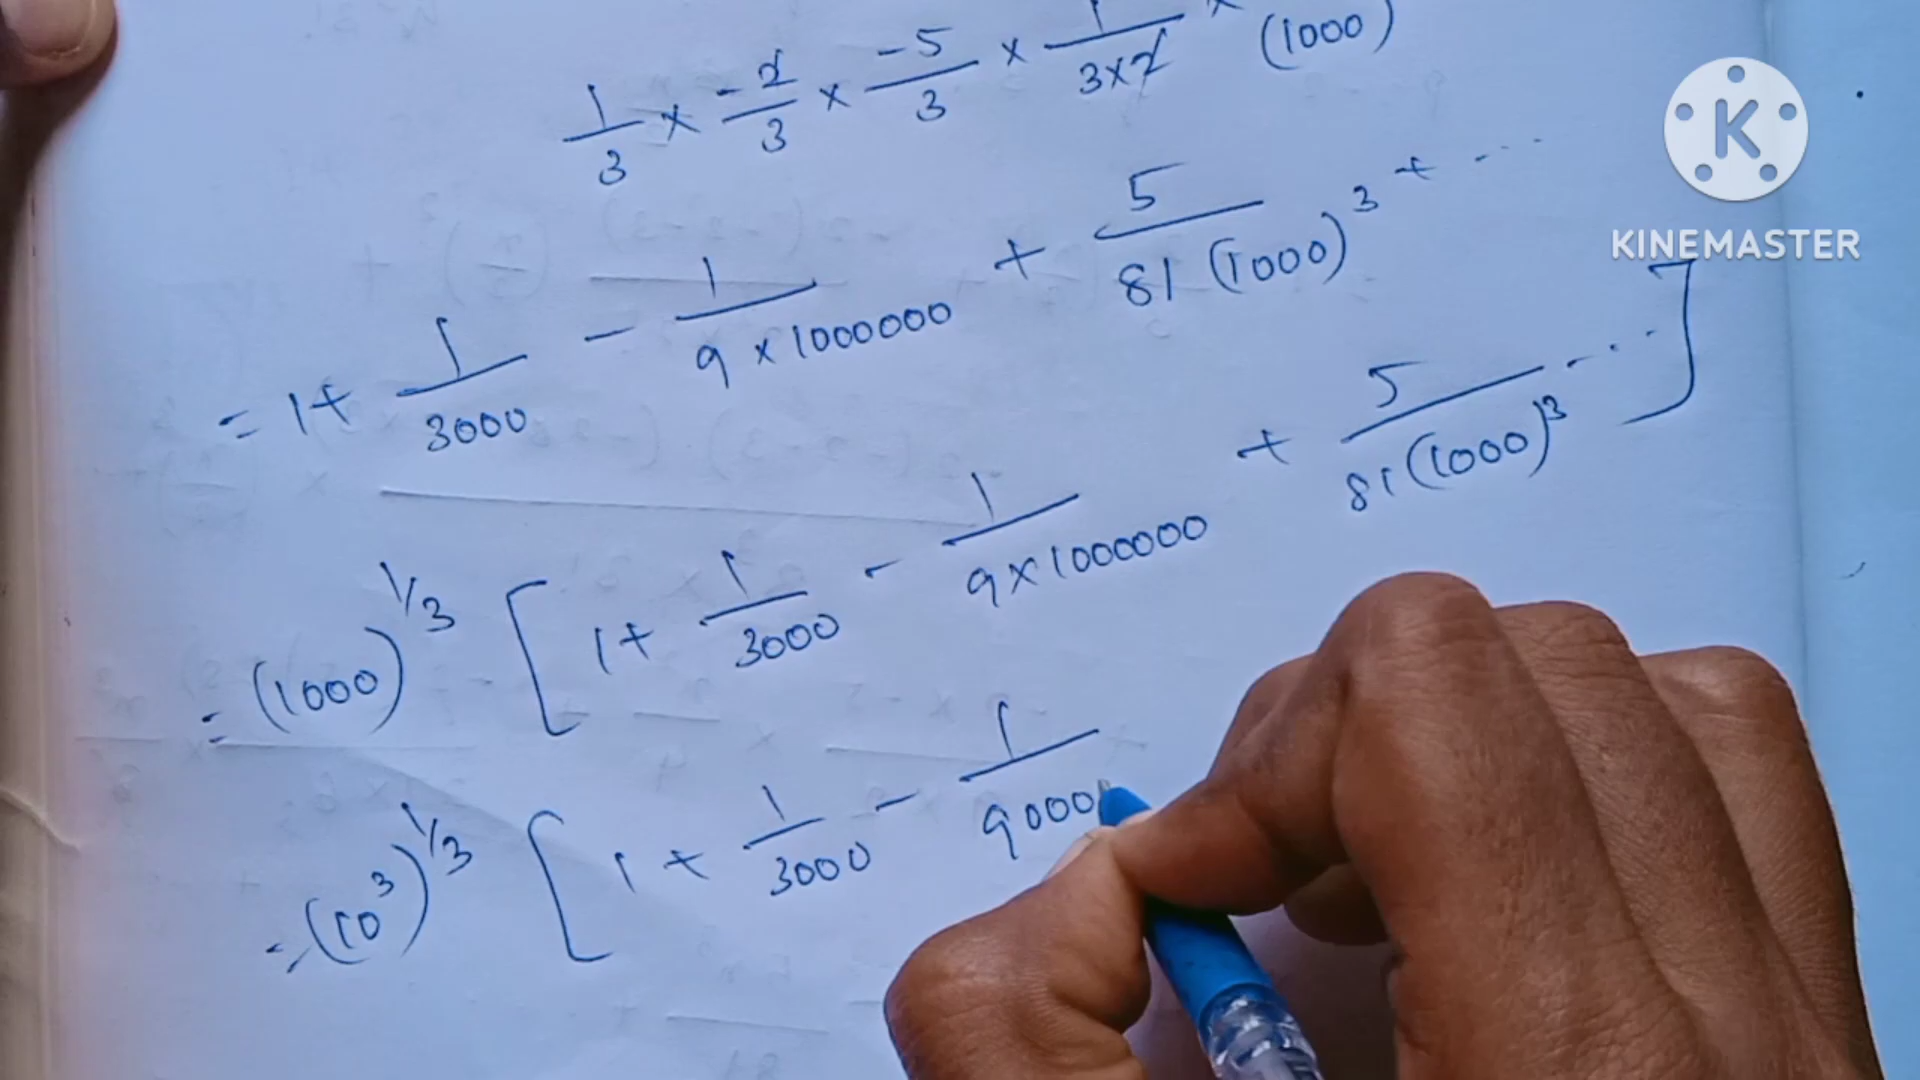 1/3 × -2/3 × -5/3 × 1/3×2 × (1000)
K
KINEMASTER
= 1 + 1/3000 - 1/9 × 1000000 + 5/81 (1000)^3 + ...
= (1000)^1/3 [ 1 + 1/3000 - 1/9×1000000 + 5/81(1000)^3 ... ]
= (10^3)^1/3 [ 1 + 1/3000 - 1/9000